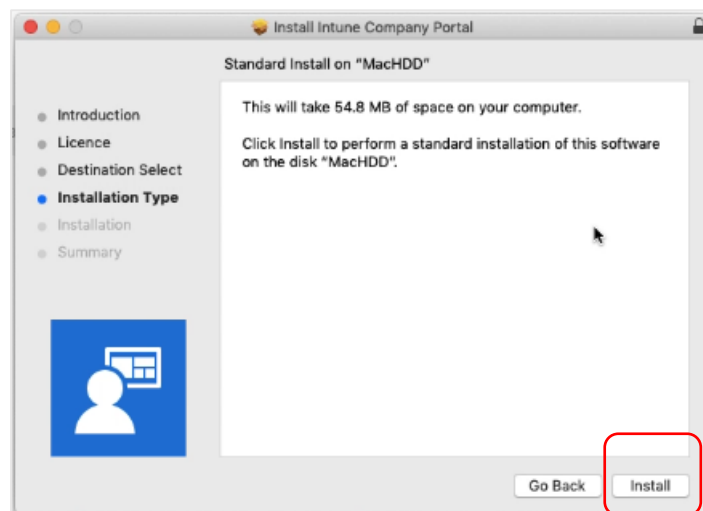 Install Intune Company Portal
Standard Install on "MacHDD"
Introduction
Licence
Destination Select
Installation Type
Installation
Summary
This will take 54.8 MB of space on your computer.
Click Install to perform a standard installation of this software
on the disk "MacHDD".
Go Back
Install